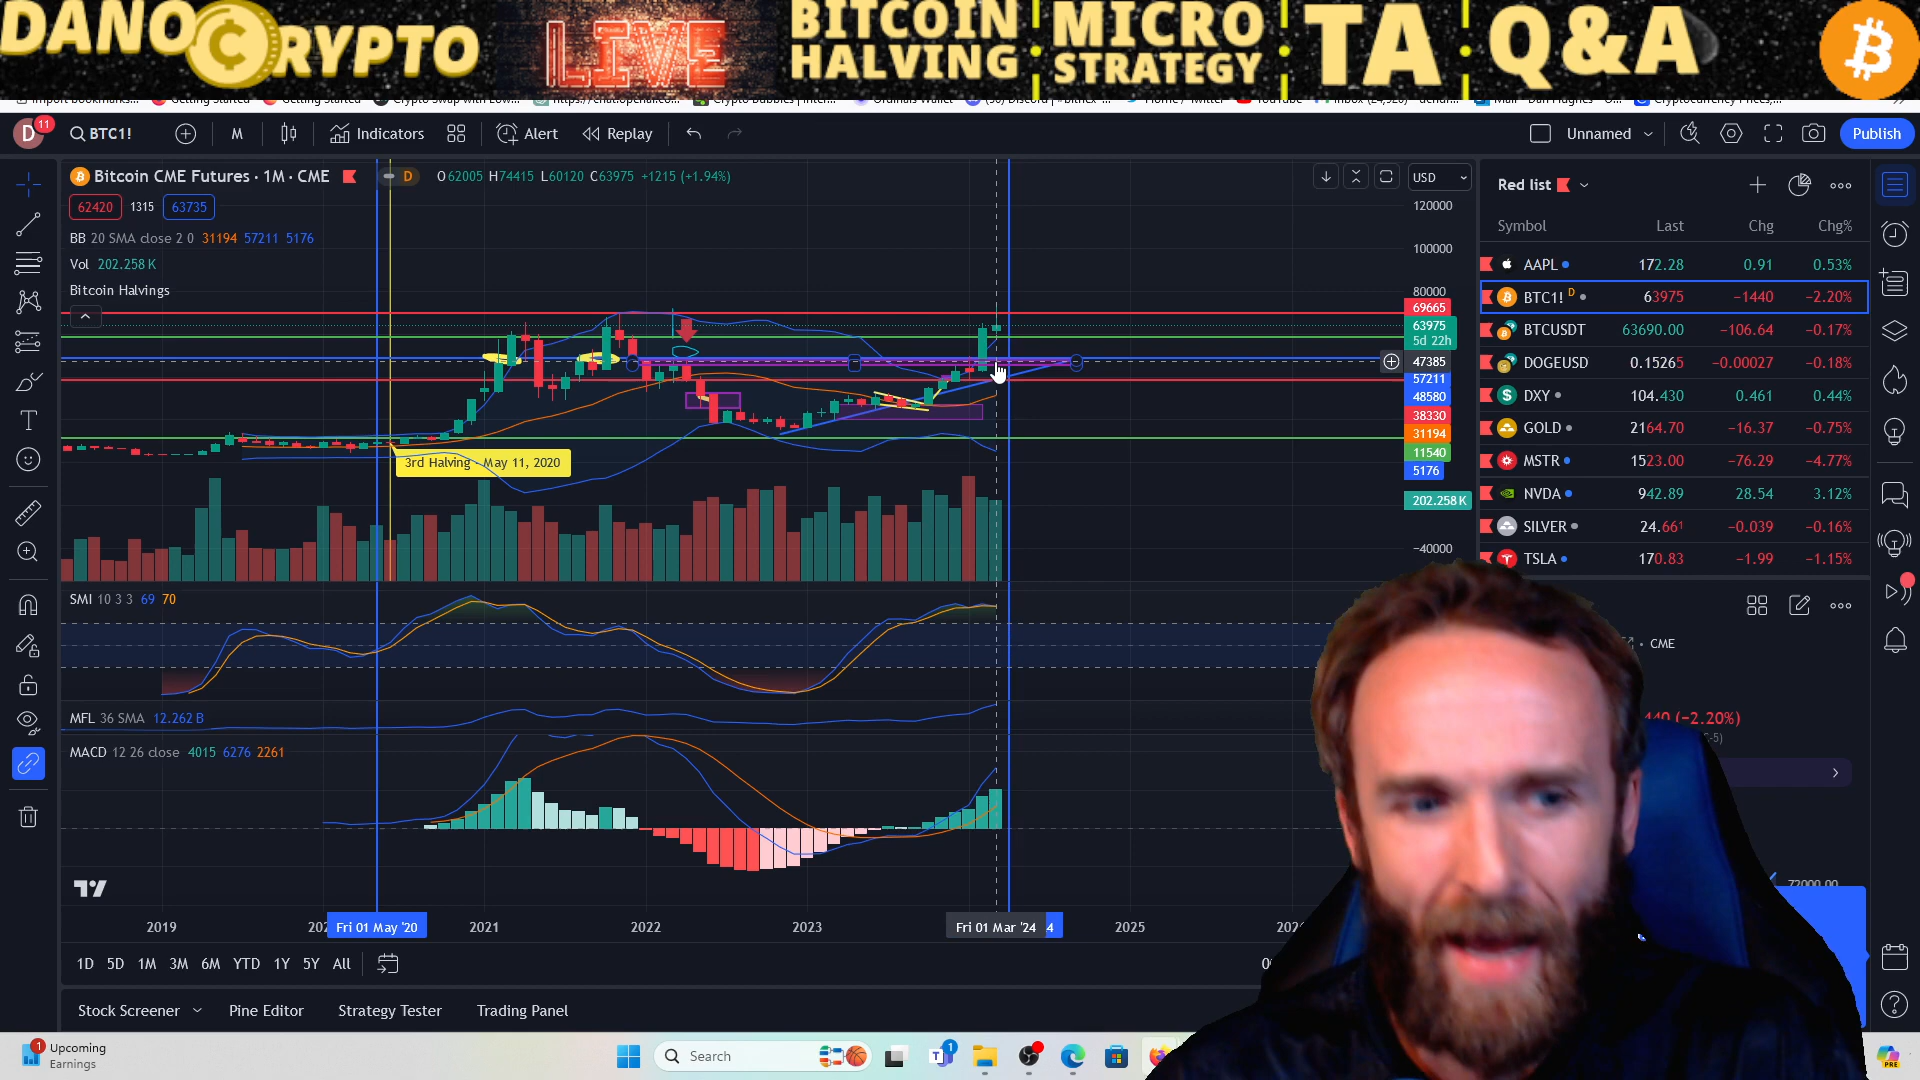 DANO CRYPTO
LIVE
BITCOIN HALVING
MICRO STRATEGY
TA
Q&A
D 11 BTC1! M Indicators Alert Replay Unnamed Publish
Bitcoin CME Futures · 1M · CME D O62005 H74415 L60120 C63975 +1215 (+1.94%)
USD
62420 1315 63735
BB 20 SMA close 2 0 31194 57211 5176
Vol 202.258 K
Bitcoin Halvings
120000
100000
80000
69665
63975
5d 22h
47385
57211
48580
38330
31194
11540
5176
202.258 K
−40000
3rd Halving - May 11, 2020
SMI 10 3 3 69 70
MFL 36 SMA 12.262 B
MACD 12 26 close 4015 6276 2261
2019
Fri 01 May '20
2021
2022
2023
Fri 01 Mar '24
2025
1D 5D 1M 3M 6M YTD 1Y 5Y All
Stock Screener Pine Editor Strategy Tester Trading Panel
Red list
Symbol Last Chg Chg%
AAPL 172.28 0.91 0.53%
BTC1! D 63975 −1440 −2.20%
BTCUSDT 63690.00 −106.64 −0.17%
DOGEUSD 0.15265 −0.00027 −0.18%
DXY 104.430 0.461 0.44%
GOLD 2164.70 −16.37 −0.75%
MSTR 1523.00 −76.29 −4.77%
NVDA 942.89 28.54 3.12%
SILVER 24.661 −0.039 −0.16%
TSLA 170.83 −1.99 −1.15%
CME
440 (−2.20%)
72000.00
1 Upcoming
Earnings
Search
1
PRE